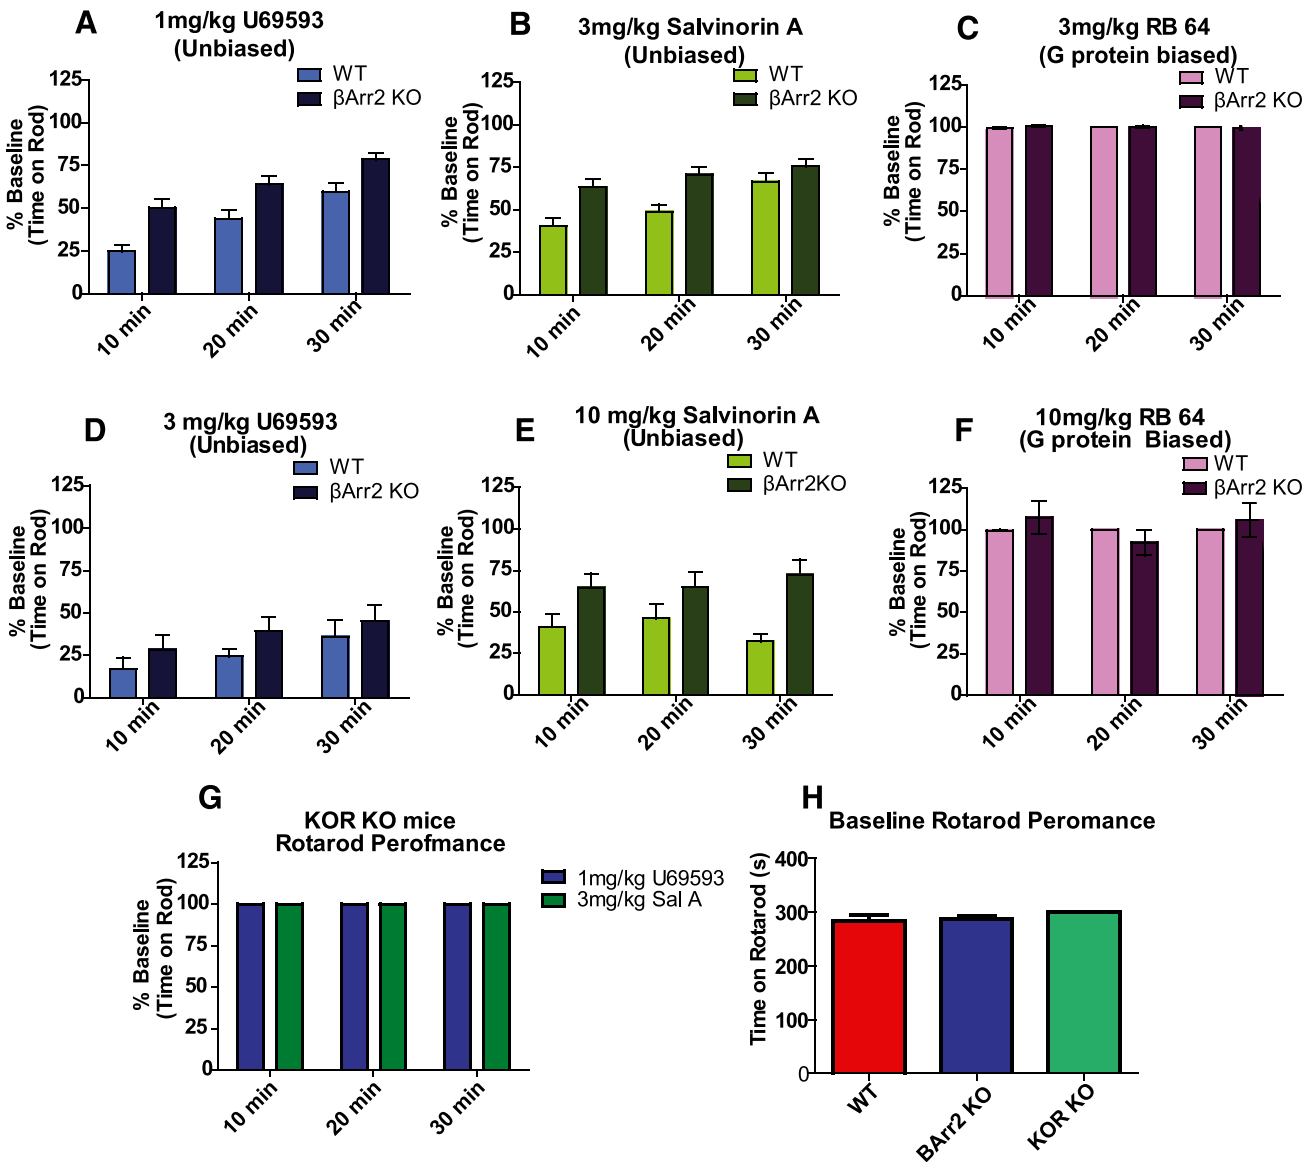 A
1mg/kg U69593
(Unbiased)
WT
βArr2 KO
% Baseline
(Time on Rod)
125
100
75
50
25
0
10 min
20 min
30 min
B
3mg/kg Salvinorin A
(Unbiased)
WT
βArr2 KO
% Baseline
(Time on Rod)
125
100
75
50
25
0
10 min
20 min
30 min
C
3mg/kg RB 64
(G protein biased)
WT
βArr2 KO
% Baseline
(Time on Rod)
125
100
75
50
25
0
10 min
20 min
30 min
D
3 mg/kg U69593
(Unbiased)
WT
βArr2 KO
% Baseline
(Time on Rod)
125
100
75
50
25
0
10 min
20 min
30 min
E
10 mg/kg Salvinorin A
(Unbiased)
WT
βArr2KO
% Baseline
(Time on Rod)
125
100
75
50
25
0
10 min
20 min
30 min
F
10mg/kg RB 64
(G protein Biased)
WT
βArr2 KO
% Baseline
(Time on Rod)
125
100
75
50
25
0
10 min
20 min
30 min
G
KOR KO mice
Rotarod Perofmance
1mg/kg U69593
3mg/kg Sal A
% Baseline
(Time on Rod)
125
100
75
50
25
0
10 min
20 min
30 min
H
Baseline Rotarod Peromance
Time on Rotarod (s)
400
300
200
100
0
WT
BArr2 KO
KOR KO